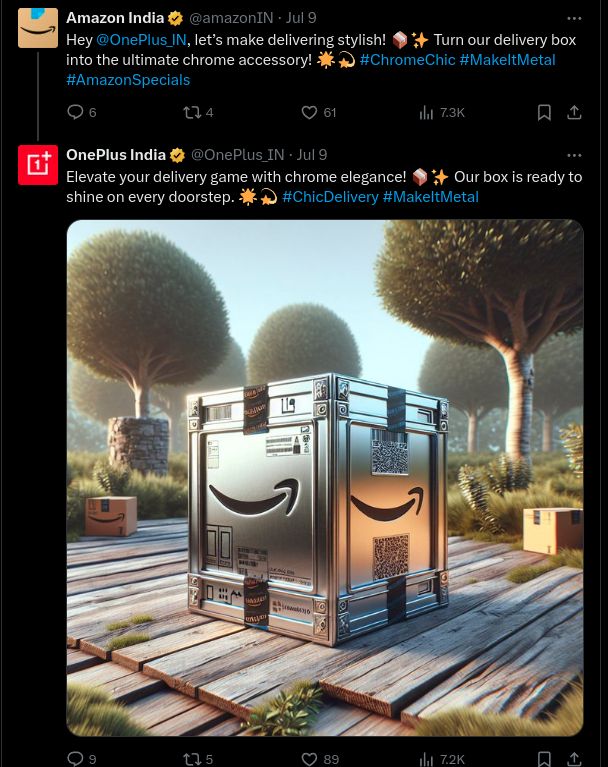 Amazon India @amazonIN · Jul 9
Hey @OnePlus_IN, let's make delivering stylish! 📦✨ Turn our delivery box
into the ultimate chrome accessory! 🌟💫 #ChromeChic #MakeItMetal
#AmazonSpecials
6 4 61 7.3K
OnePlus India @OnePlus_IN · Jul 9
Elevate your delivery game with chrome elegance! 📦✨ Our box is ready to
shine on every doorstep. 🌟💫 #ChicDelivery #MakeItMetal
9 5 89 7.2K